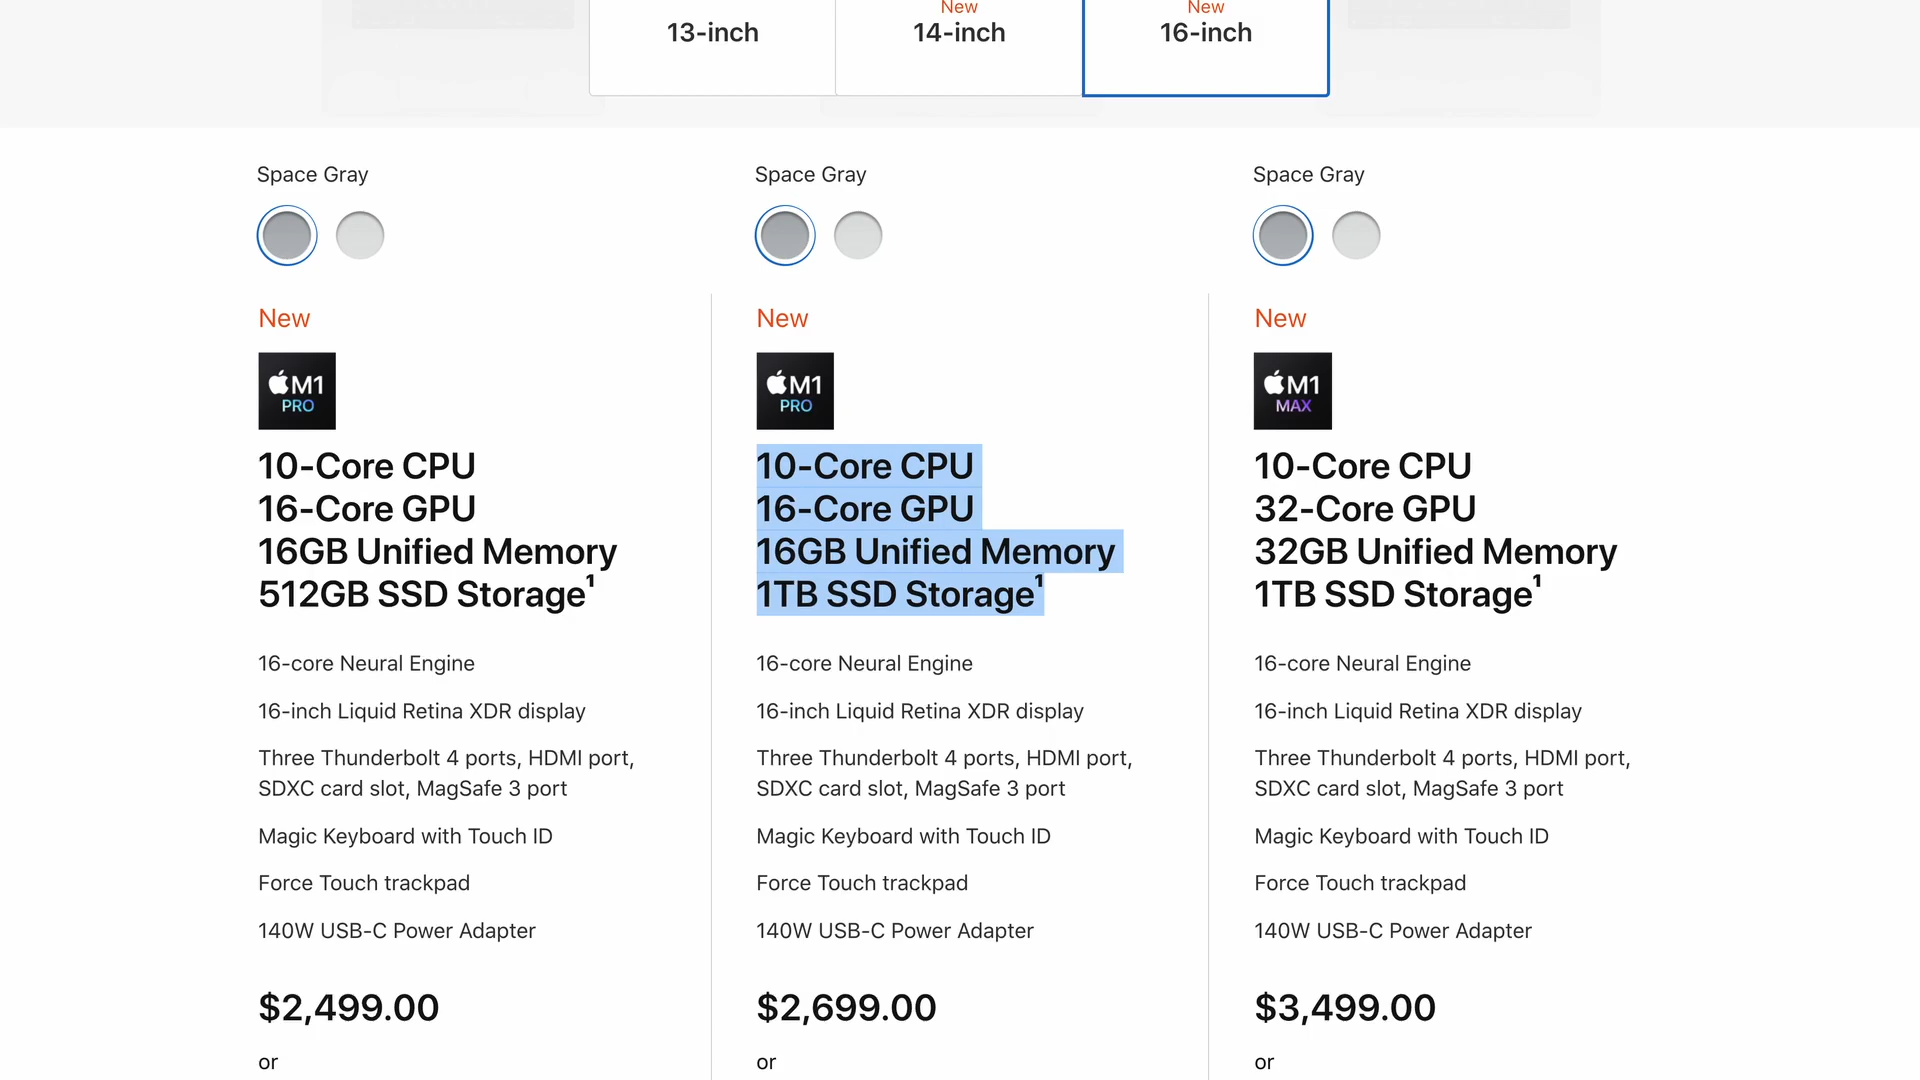 13-inch
New
14-inch
New
16-inch
Space Gray
New
M1
PRO
10-Core CPU
16-Core GPU
16GB Unified Memory
512GB SSD Storage¹
16-core Neural Engine
16-inch Liquid Retina XDR display
Three Thunderbolt 4 ports, HDMI port,
SDXC card slot, MagSafe 3 port
Magic Keyboard with Touch ID
Force Touch trackpad
140W USB-C Power Adapter
$2,499.00
or
Space Gray
New
M1
PRO
10-Core CPU
16-Core GPU
16GB Unified Memory
1TB SSD Storage¹
16-core Neural Engine
16-inch Liquid Retina XDR display
Three Thunderbolt 4 ports, HDMI port,
SDXC card slot, MagSafe 3 port
Magic Keyboard with Touch ID
Force Touch trackpad
140W USB-C Power Adapter
$2,699.00
or
Space Gray
New
M1
MAX
10-Core CPU
32-Core GPU
32GB Unified Memory
1TB SSD Storage¹
16-core Neural Engine
16-inch Liquid Retina XDR display
Three Thunderbolt 4 ports, HDMI port,
SDXC card slot, MagSafe 3 port
Magic Keyboard with Touch ID
Force Touch trackpad
140W USB-C Power Adapter
$3,499.00
or